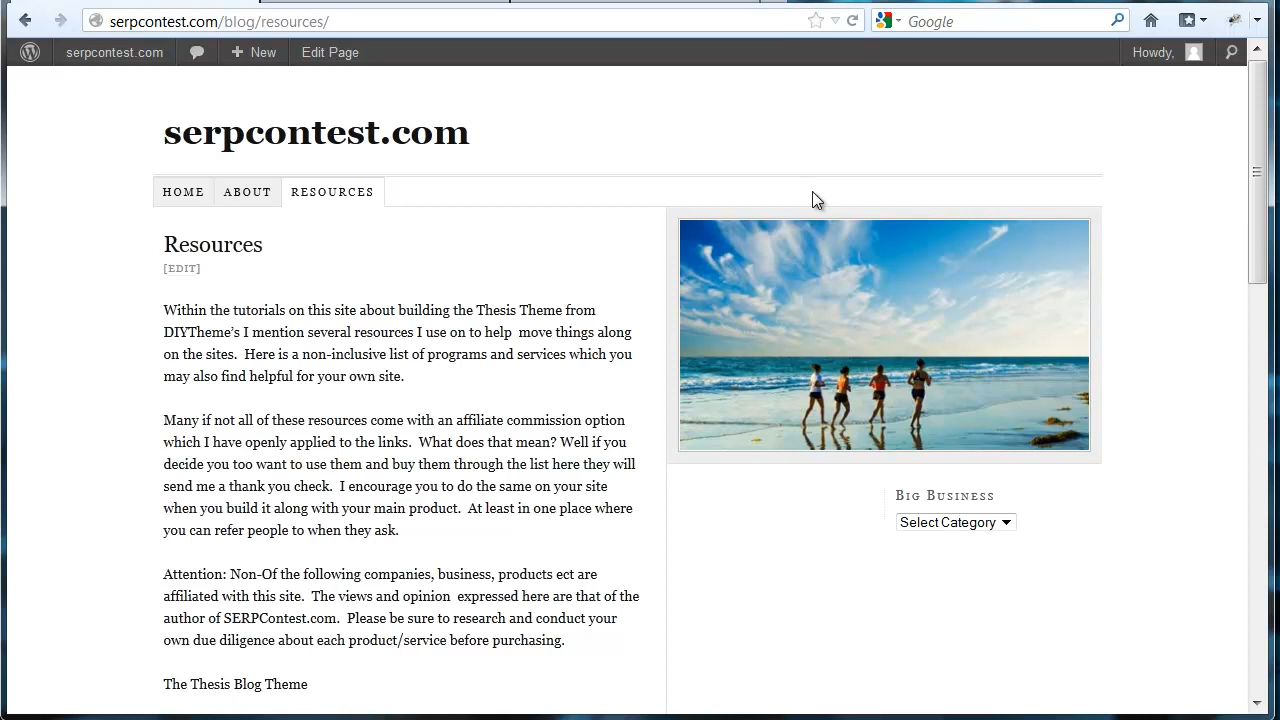 serpcontest.com/blog/resources/
Google
serpcontest.com
New
Edit Page
Howdy,
serpcontest.com
HOME
ABOUT
RESOURCES
Resources
[EDIT]
Within the tutorials on this site about building the Thesis Theme from
DIYTheme's I mention several resources I use on to help move things along
on the sites. Here is a non-inclusive list of programs and services which you
may also find helpful for your own site.
Many if not all of these resources come with an affiliate commission option
which I have openly applied to the links. What does that mean? Well if you
decide you too want to use them and buy them through the list here they will
send me a thank you check. I encourage you to do the same on your site
when you build it along with your main product. At least in one place where
you can refer people to when they ask.
Attention: Non-Of the following companies, business, products ect are
affiliated with this site. The views and opinion expressed here are that of the
author of SERPContest.com. Please be sure to research and conduct your
own due diligence about each product/service before purchasing.
The Thesis Blog Theme
Big Business
Select Category